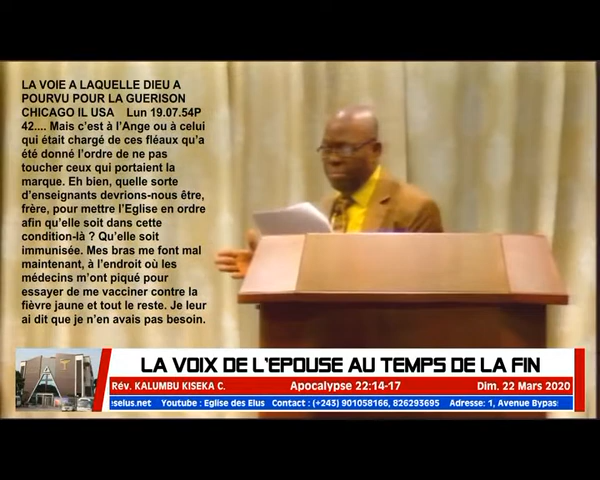 LA VOIE A LAQUELLE DIEU A
POURVU POUR LA GUERISON
CHICAGO IL USA Lun 19.07.54P
42.... Mais c'est à l'Ange ou à celui
qui était chargé de ces fléaux qu'a
été donné l'ordre de ne pas
toucher ceux qui portaient la
marque. Eh bien, quelle sorte
d'enseignants devrions-nous être,
frère, pour mettre l'Eglise en ordre
afin qu'elle soit dans cette
condition-là ? Qu'elle soit
immunisée. Mes bras me font mal
maintenant, à l'endroit où les
médecins m'ont piqué pour
essayer de me vacciner contre la
fièvre jaune et tout le reste. Je leur
ai dit que je n'en avais pas besoin.
LA VOIX DE L'EPOUSE AU TEMPS DE LA FIN
Rév. KALUMBU KISEKA C. Apocalypse 22:14-17 Dim. 22 Mars 2020
eselus.net Youtube : Eglise des Elus Contact : (+243) 901058166, 826293695 Adresse: 1, Avenue Bypas